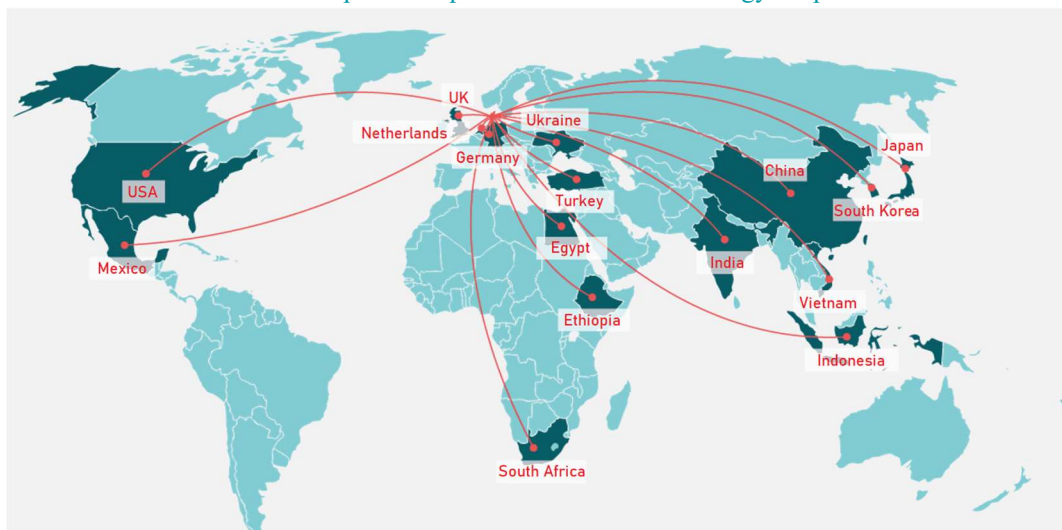 UK
Netherlands
Ukraine
Germany
Japan
China
USA
Turkey
South Korea
Egypt
India
Mexico
Vietnam
Ethiopia
Indonesia
South Africa